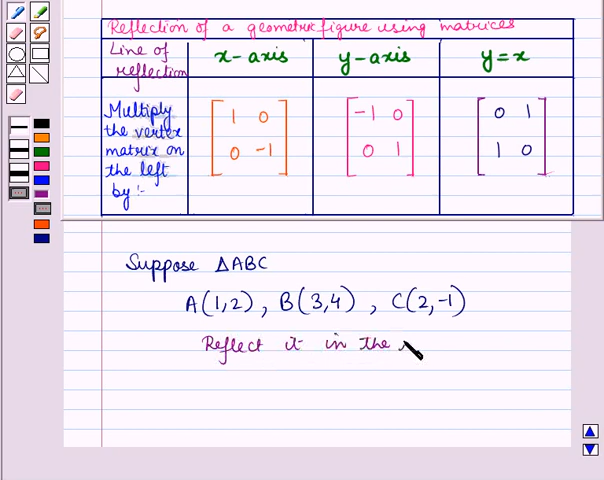 Reflection of a geometric figure using matrices
Line of reflection x-axis y-axis y=x
Multiply the vertex matrix on the left by:-
[1 0 [-1 0 [0 1
0 -1] 0 1] 1 0]
Suppose △ABC
A(1,2), B(3,4), C(2,-1)
Reflect it in the